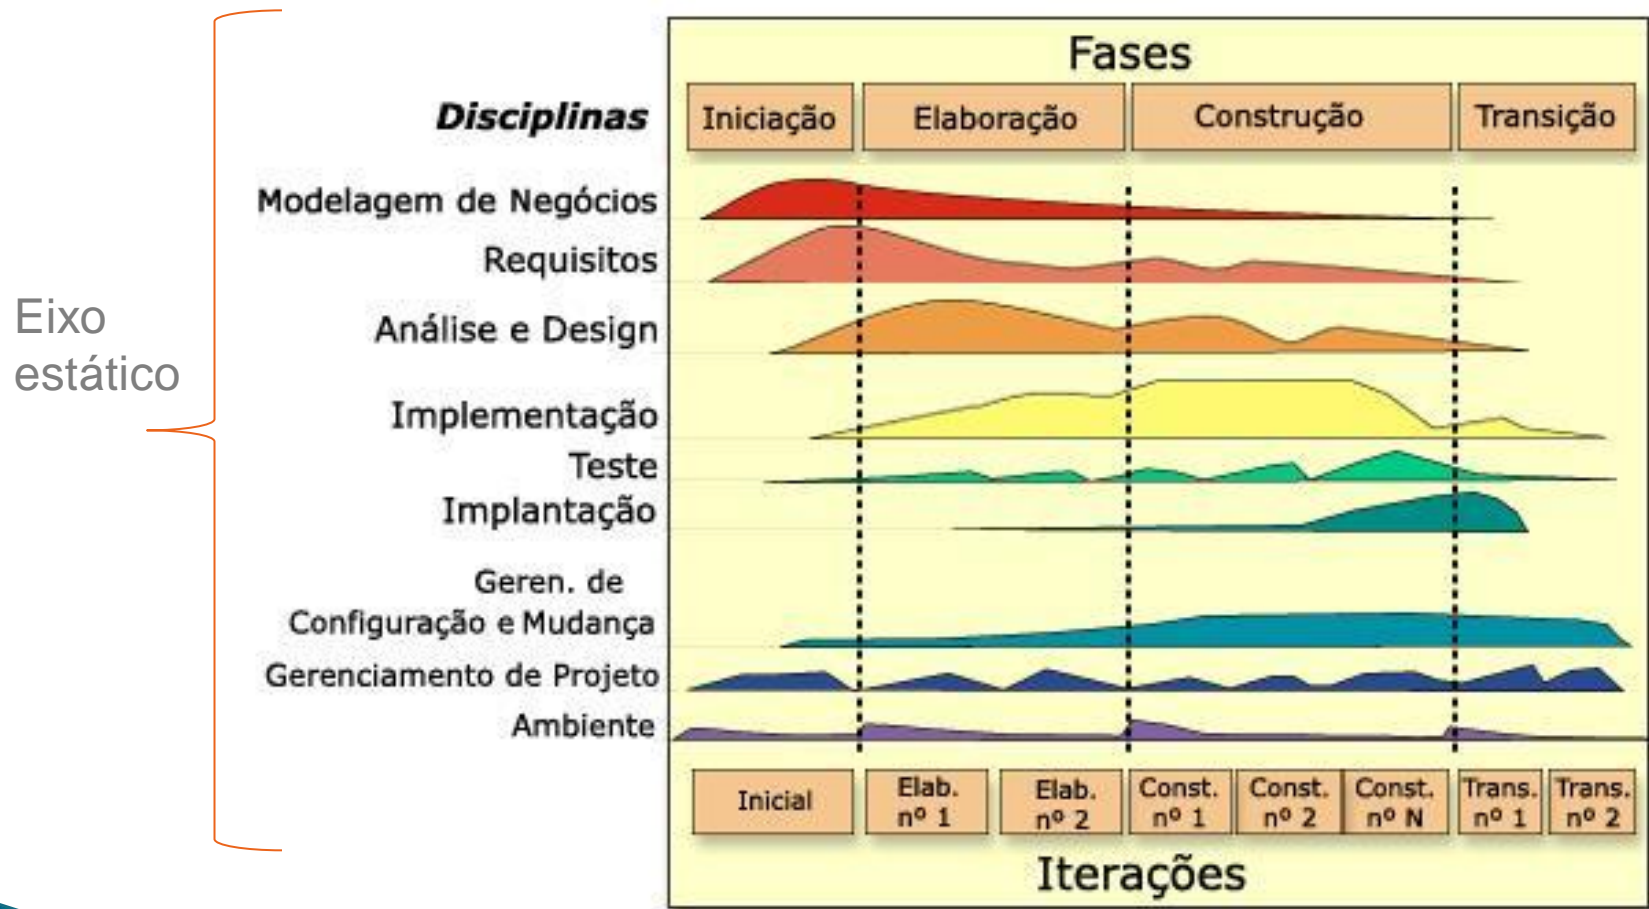 Fases
Disciplinas
Iniciação
Elaboração
Construção
Transição
Modelagem de Negócios
Requisitos
Eixo
estático
Análise e Design
Implementação
Teste
Implantação
Geren. de
Configuração e Mudança
Gerenciamento de Projeto
Ambiente
Inicial
Elab.
nº 1
Elab.
nº 2
Const.
nº 1
Const.
nº 2
Const.
nº N
Trans.
nº 1
Trans.
nº 2
Iterações